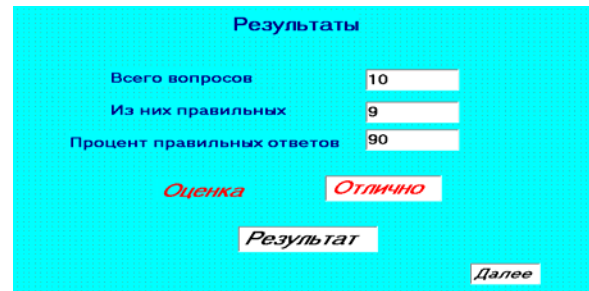 Результаты
Всего вопросов 10
Из них правильных 9
Процент правильных ответов 90
Оценка Отлично
Результат
Далее